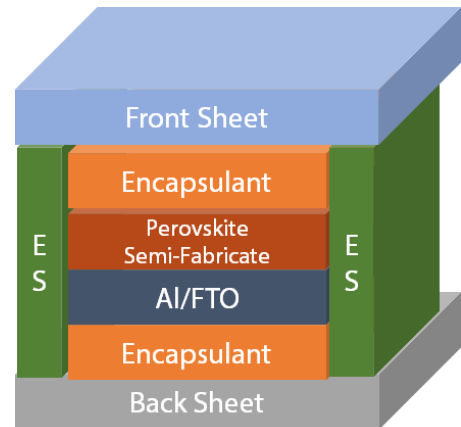 Front Sheet
Encapsulant
E
S
Perovskite
Semi-Fabricate
E
S
Al/FTO
Encapsulant
Back Sheet